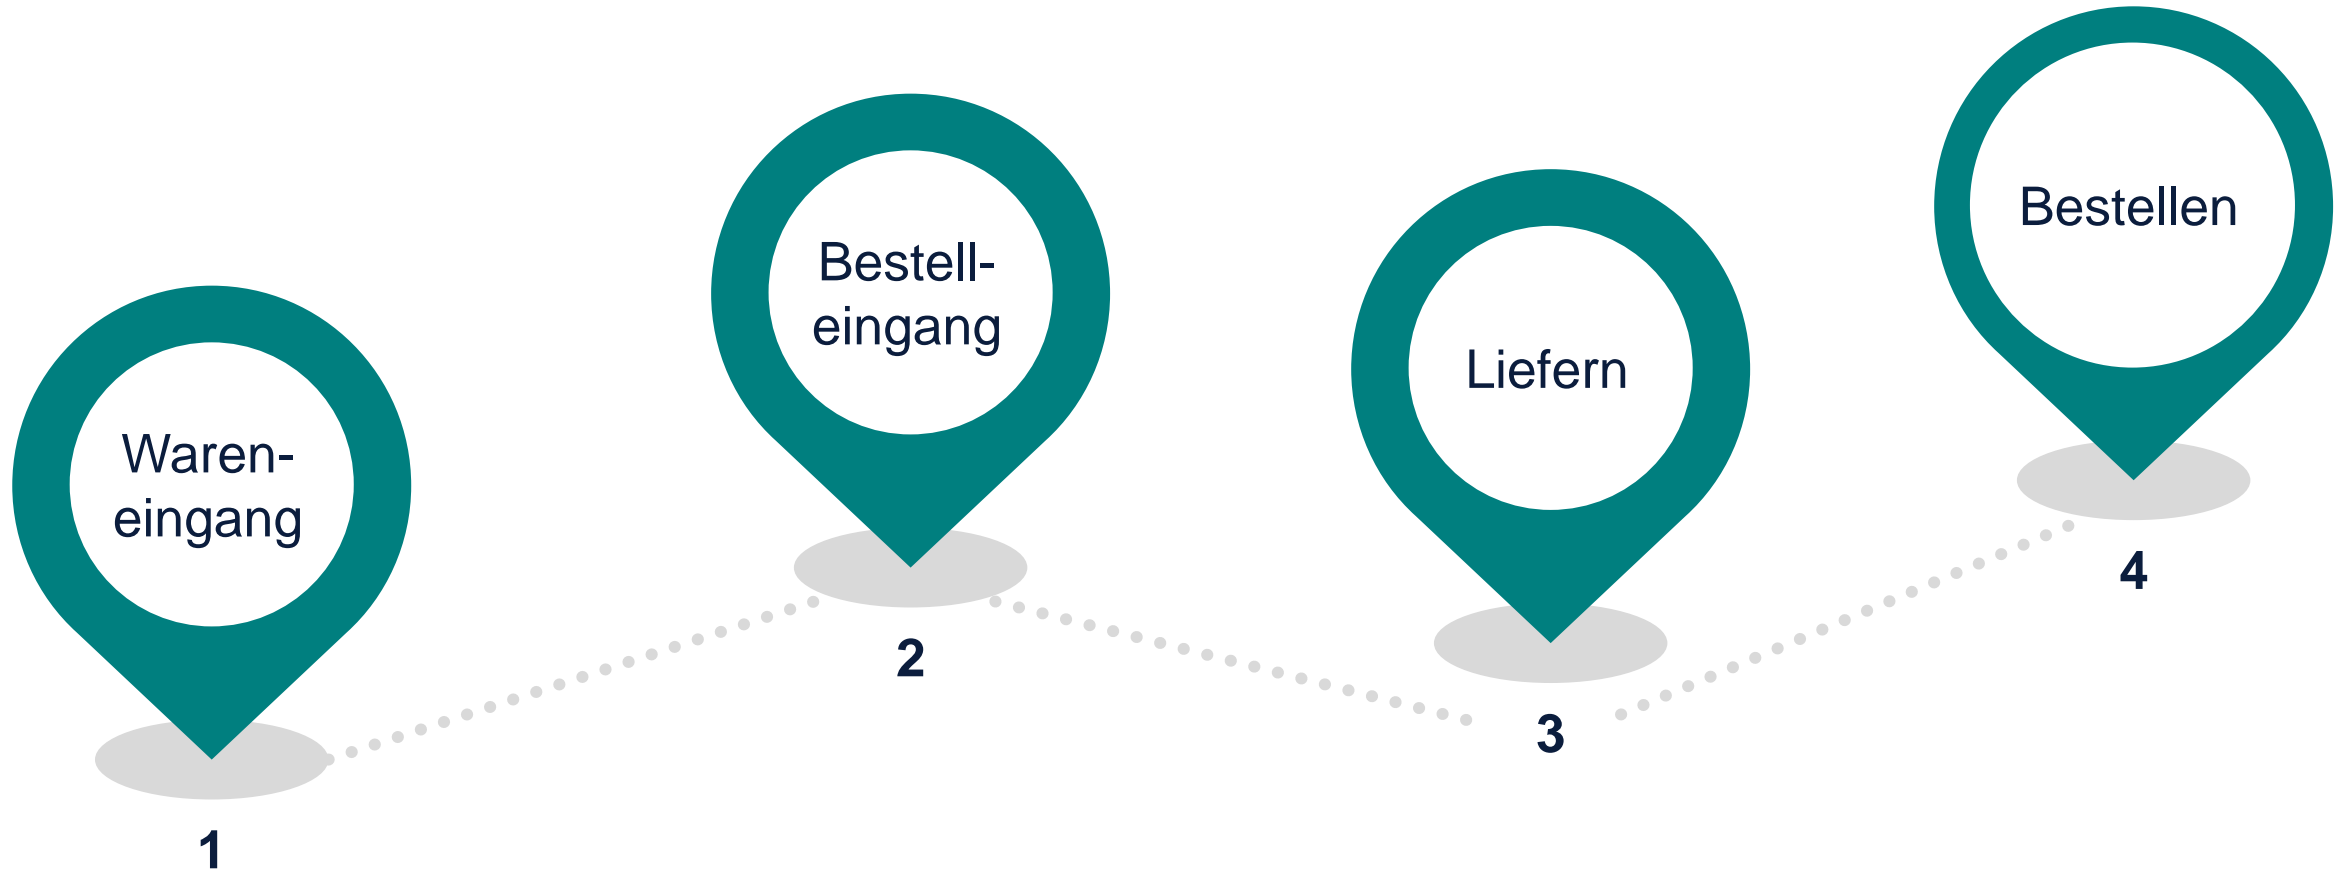 Waren-
eingang
1
Bestell-
eingang
2
Liefern
3
Bestellen
4